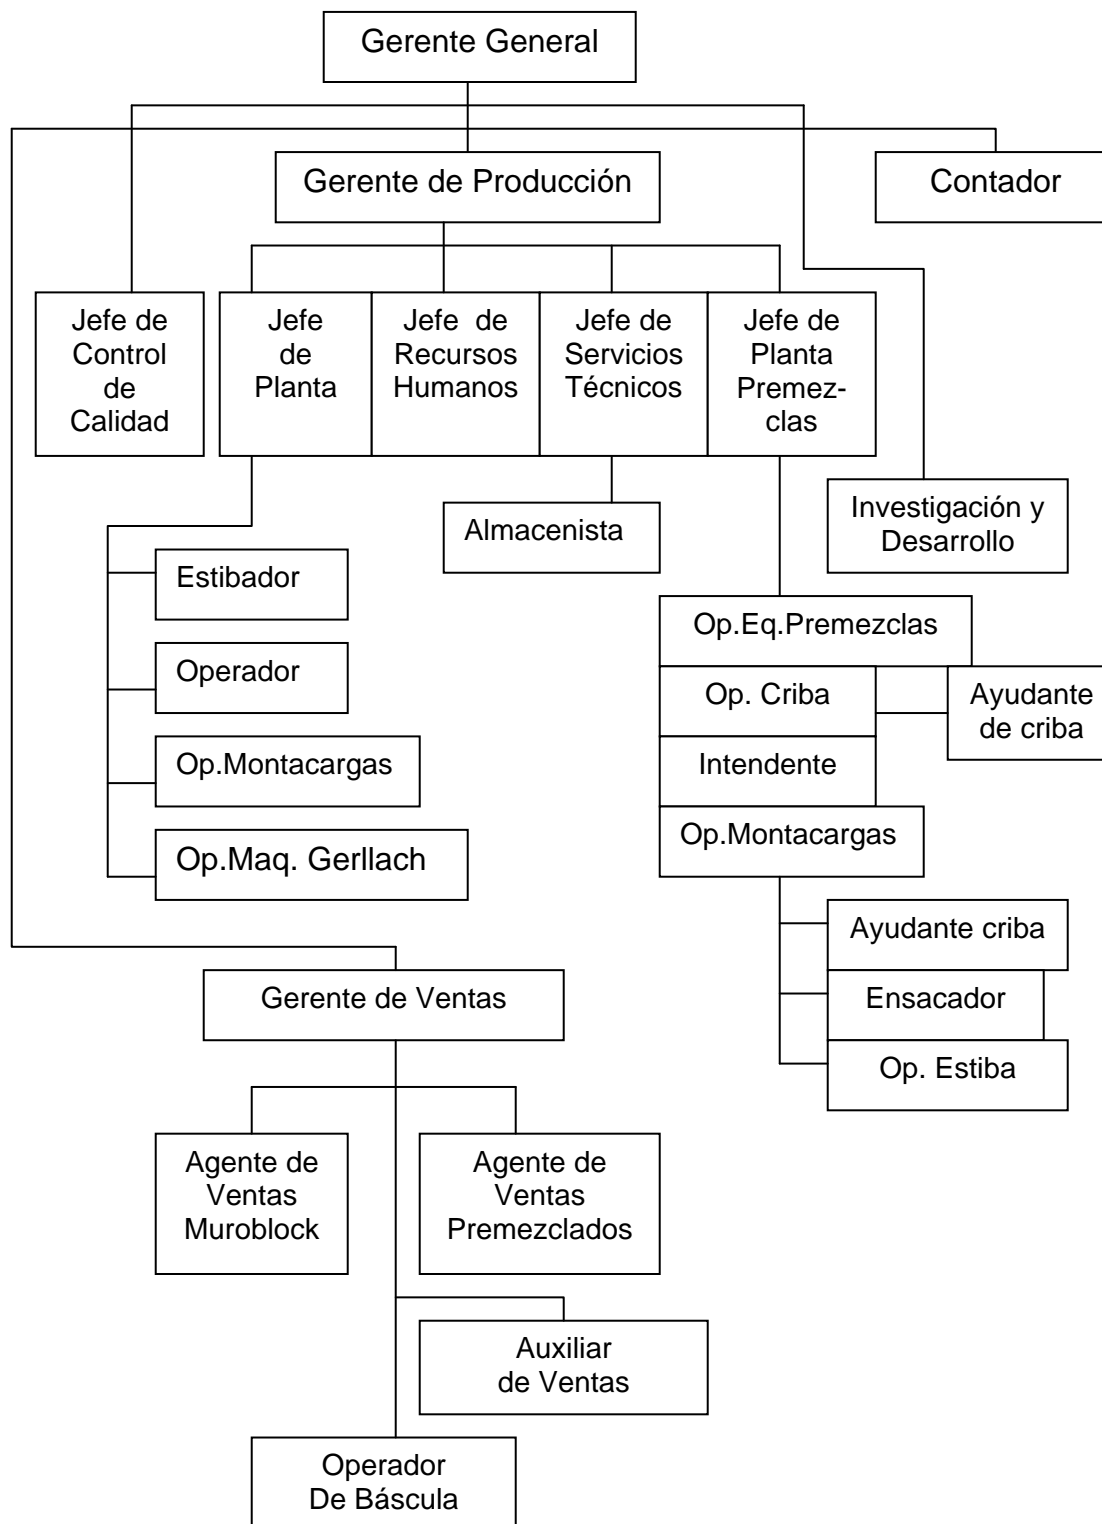 Gerente General
Gerente de Producción
Contador
Jefe de
Control
de
Calidad
Jefe
de
Planta
Jefe  de
Recursos
Humanos
Jefe de
Servicios
Técnicos
Jefe de
Planta
Premez-
clas
Almacenista
Investigación y
Desarrollo
Estibador
Operador
Op.Montacargas
Op.Maq. Gerllach
Op.Eq.Premezclas
Op. Criba
Ayudante
de criba
Intendente
Op.Montacargas
Ayudante criba
Ensacador
Op. Estiba
Gerente de Ventas
Agente de
Ventas
Muroblock
Agente de
Ventas
Premezclados
Auxiliar
de Ventas
Operador
De Báscula